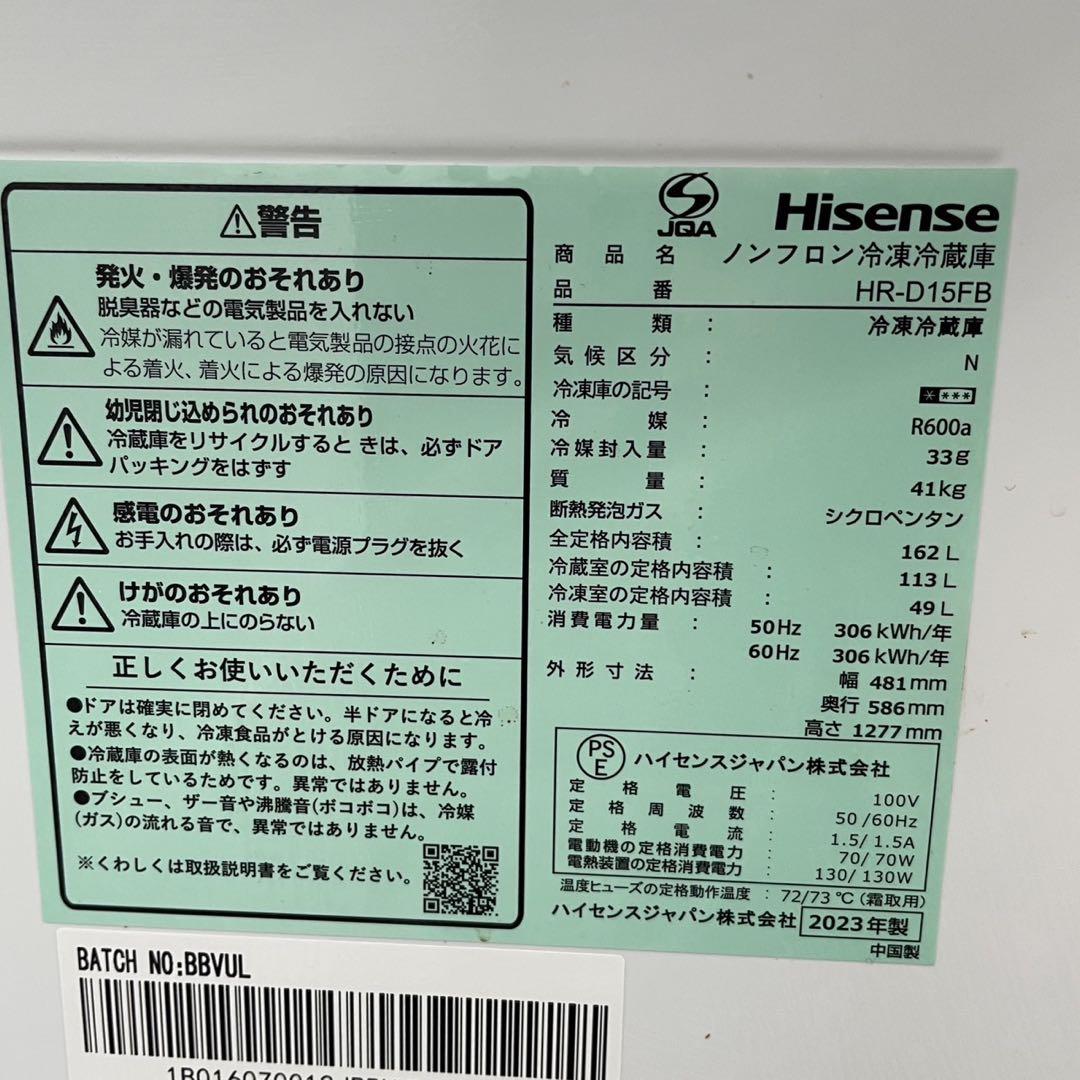 警告
発火・爆発のおそれあり
脱臭器などの電気製品を入れない
冷媒が漏れていると電気製品の接点の火花に
よる着火、着火による爆発の原因になります。
幼児閉じ込められのおそれあり
冷蔵庫をリサイクルすると きは、必ずドア
パッキングをはずす
感電のおそれあり
お手入れの際は、必ず電源プラグを抜く
けがのおそれあり
冷蔵庫の上にのらない
正しくお使いいただくために
●ドアは確実に閉めてください。半ドアになると冷
えが悪くなり、冷凍食品がとける原因になります。
●冷蔵庫の表面が熱くなるのは、放熱パイプで露付
防止をしているためです。異常ではありません。
●ブシュー、ザー音や沸騰音(ボコボコ)は、冷媒
(ガス)の流れる音で、異常ではありません。
※くわしくは取扱説明書をご覧ください。
JQA
Hisense
商品名 ノンフロン冷凍冷蔵庫
品番 HR-D15FB
種類 : 冷凍冷蔵庫
気候区分 : N
冷凍庫の記号 : ****
冷媒 : R600a
冷媒封入量 : 33g
質量 : 41kg
断熱発泡ガス : シクロペンタン
全定格内容積 : 162 L
冷蔵室の定格内容積 : 113 L
冷凍室の定格内容積 : 49 L
消費電力量 : 50Hz 306kWh/年
60Hz 306kWh/年
外形寸法 : 幅 481mm
奥行 586mm
高さ 1277mm
PS
E
ハイセンスジャパン株式会社
定格電圧 : 100V
定格周波数 : 50/60Hz
定格電流 : 1.5/1.5A
電動機の定格消費電力 : 70/70W
電熱装置の定格消費電力 : 130/130W
温度ヒューズの定格動作温度 : 72/73℃(霜取用)
ハイセンスジャパン株式会社 2023年製
中国製
BATCH NO:BBVUL